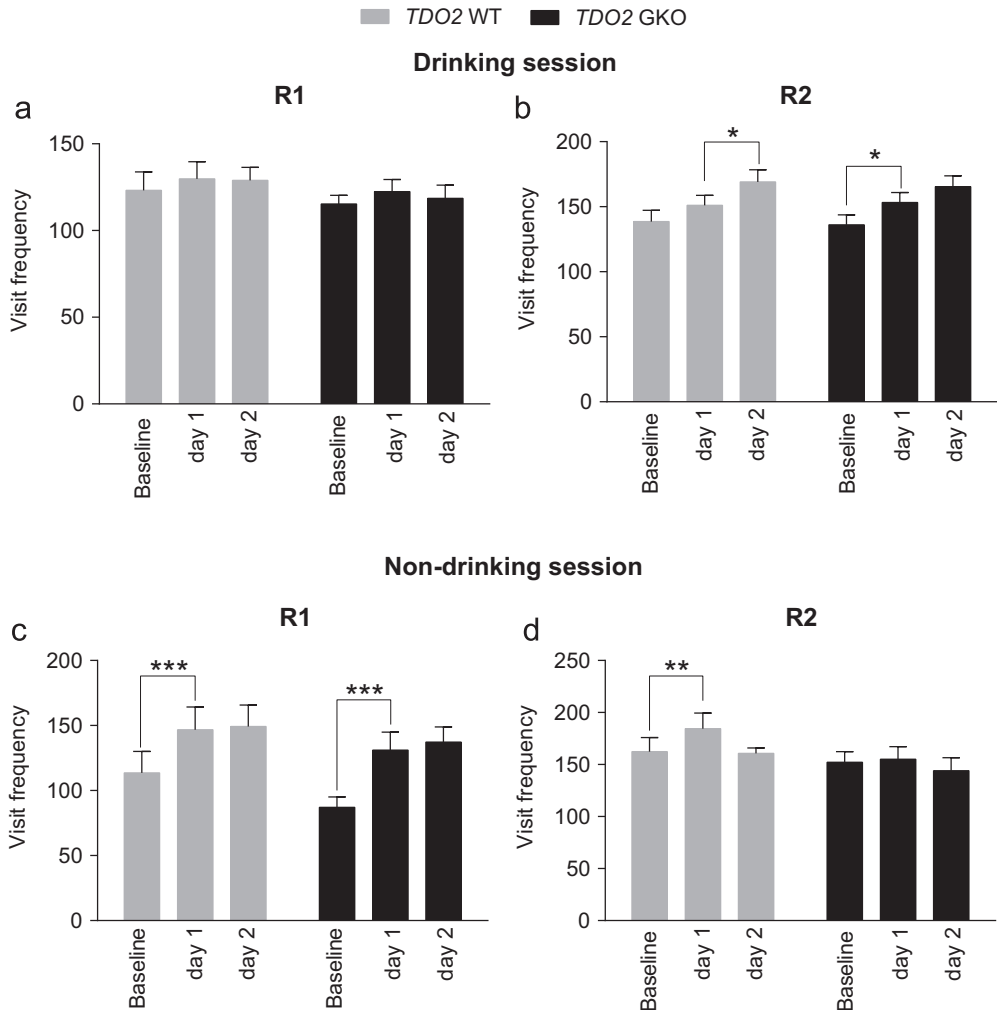 TDO2 WT TDO2 GKO
Drinking session
a R1
Visit frequency
150
100
50
0
Baseline day 1 day 2 Baseline day 1 day 2
b R2
Visit frequency
200
150
100
50
0
* *
Baseline day 1 day 2 Baseline day 1 day 2
Non-drinking session
c R1
Visit frequency
200
150
100
50
0
*** ***
Baseline day 1 day 2 Baseline day 1 day 2
d R2
Visit frequency
250
200
150
100
50
0
**
Baseline day 1 day 2 Baseline day 1 day 2